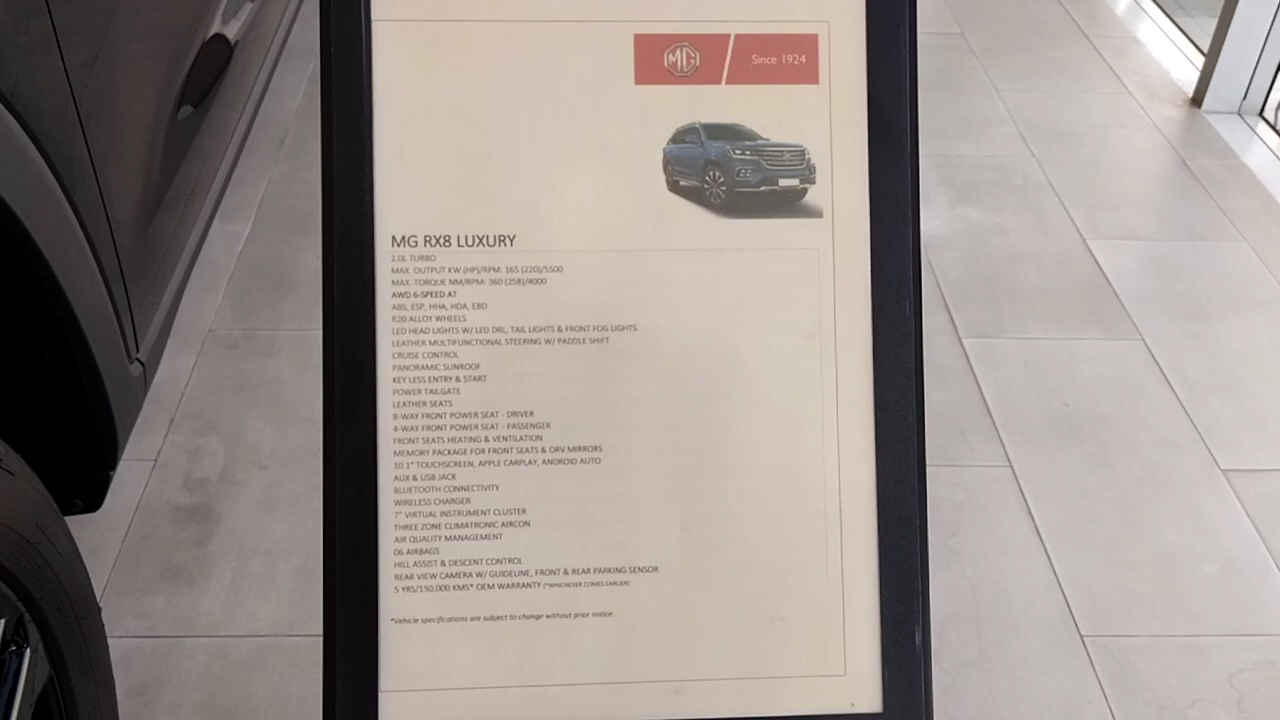 MG
Since 1924
MG RX8 LUXURY
2.0L TURBO
MAX. OUTPUT KW (HP)/RPM: 165 (220)/5500
MAX. TORQUE NM/RPM: 360 (258)/4000
AWD 6-SPEED AT
ABS, ESP, HHA, HDA, EBD
R20 ALLOY WHEELS
LED HEAD LIGHTS W/ LED DRL, TAIL LIGHTS & FRONT FOG LIGHTS
LEATHER MULTIFUNCTIONAL STEERING W/ PADDLE SHIFT
CRUISE CONTROL
PANORAMIC SUNROOF
KEY LESS ENTRY & START
POWER TAILGATE
LEATHER SEATS
8-WAY FRONT POWER SEAT - DRIVER
4-WAY FRONT POWER SEAT - PASSENGER
FRONT SEATS HEATING & VENTILATION
MEMORY PACKAGE FOR FRONT SEATS & ORV MIRRORS
10.1" TOUCHSCREEN, APPLE CARPLAY, ANDROID AUTO
AUX & USB JACK
BLUETOOTH CONNECTIVITY
WIRELESS CHARGER
7" VIRTUAL INSTRUMENT CLUSTER
THREE ZONE CLIMATRONIC AIRCON
AIR QUALITY MANAGEMENT
06 AIRBAGS
HILL ASSIST & DESCENT CONTROL
REAR VIEW CAMERA W/ GUIDELINE, FRONT & REAR PARKING SENSOR
5 YRS/150,000 KMS* OEM WARRANTY (*WHICHEVER COMES EARLIER)
*Vehicle specifications are subject to change without prior notice.